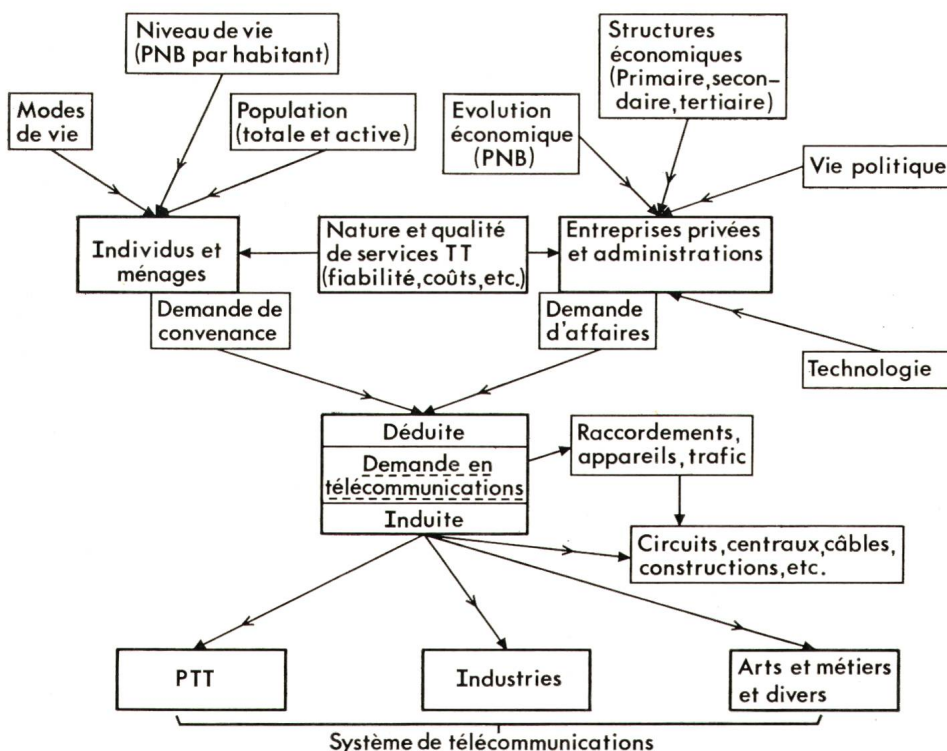 Niveau de vie
(PNB par habitant)
Structures
économiques
(Primaire, secon-
daire, tertiaire)
Modes
de vie
Population
(totale et active)
Evolution
économique
(PNB)
Vie politique
Individus et
ménages
Nature et qualité
de services TT
(fiabilité, coûts, etc.)
Entreprises privées
et administrations
Demande de
convenance
Demande
d'affaires
Technologie
Déduite
Demande en
télécommunications
Induite
Raccordements,
appareils, trafic
Circuits, centraux, câbles,
constructions, etc.
PTT
Industries
Arts et métiers
et divers
Système de télécommunications